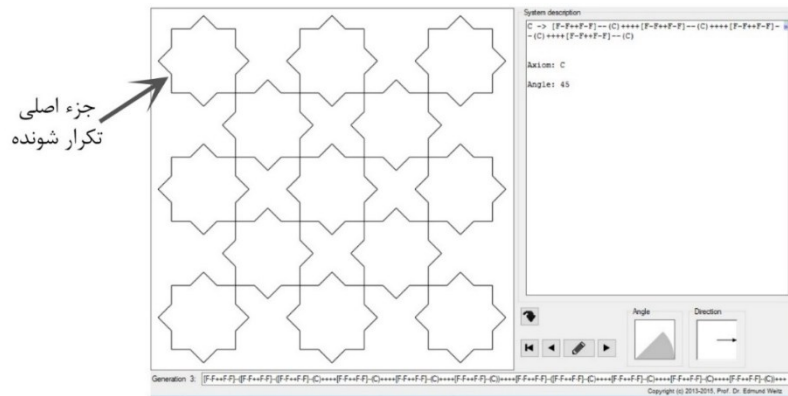 System description
C -> [F-F++F-F]--(C)++++[F-F++F-F]--(C)++++[F-F++F-F]-
-(C)++++[F-F++F-F]--(C)
Axiom: C
Angle: 45
جزء اصلی
تکرار شونده
Angle
Direction
Generation 3:
Copyright (c) 2013-2015, Prof. Dr. Edmund Weitz